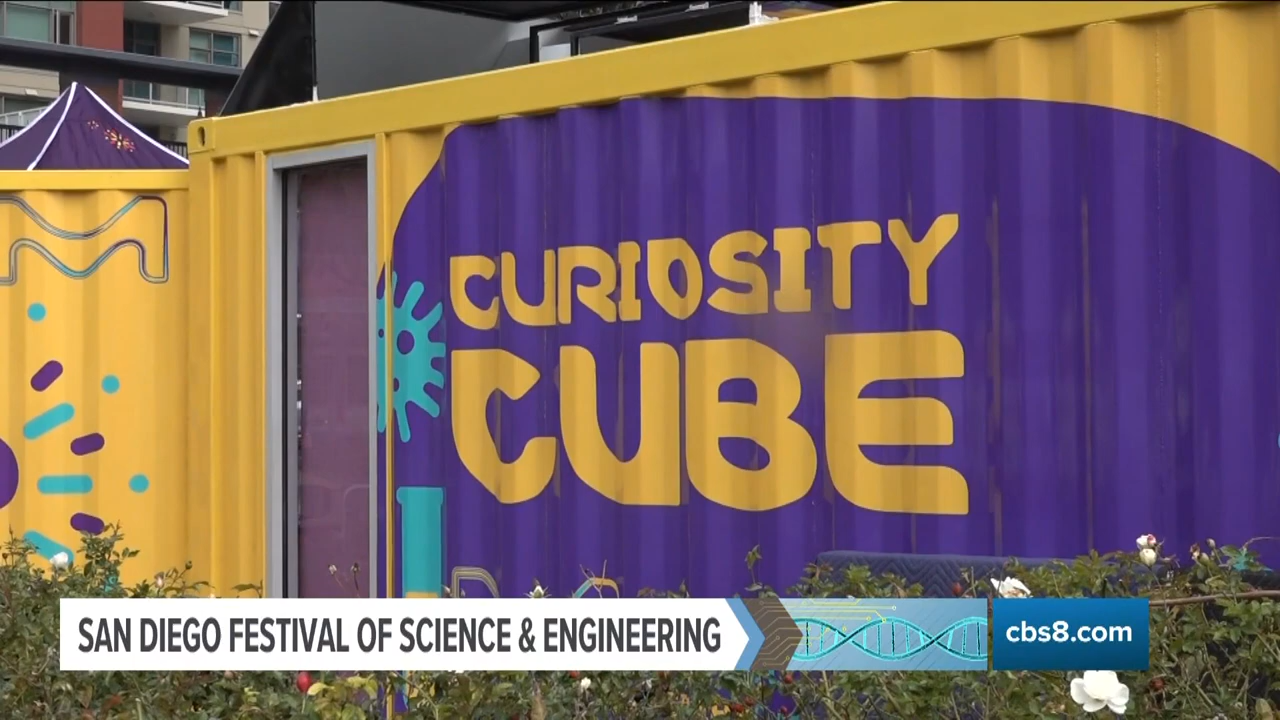 CURIOSITY
CUBE
SAN DIEGO FESTIVAL OF SCIENCE & ENGINEERING
cbs8.com